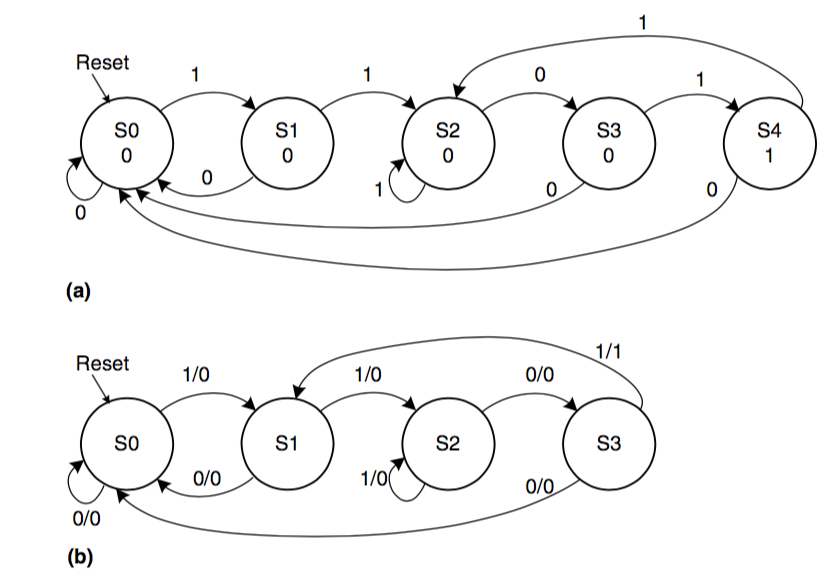 1
Reset 1 1 0 1
S0 S1 S2 S3 S4
0 0 0 0 1
0 0 1 0 0
(a)
Reset 1/0 1/0 0/0 1/1
S0 S1 S2 S3
0/0 0/0 1/0 0/0
(b)